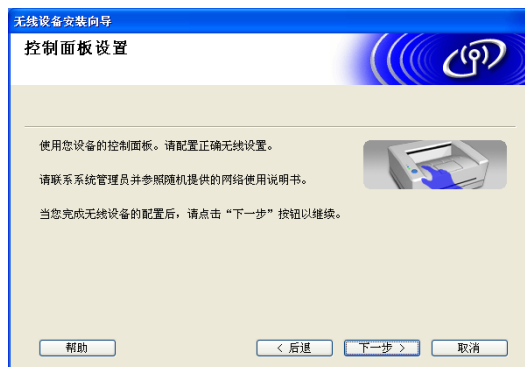 无线设备安装向导
控制面板设置
使用您设备的控制面板。请配置正确无线设置。
请联系系统管理员并参照随机提供的网络使用说明书。
当您完成无线设备的配置后，请点击“下一步”按钮以继续。
帮助
< 后退
下一步 >
取消